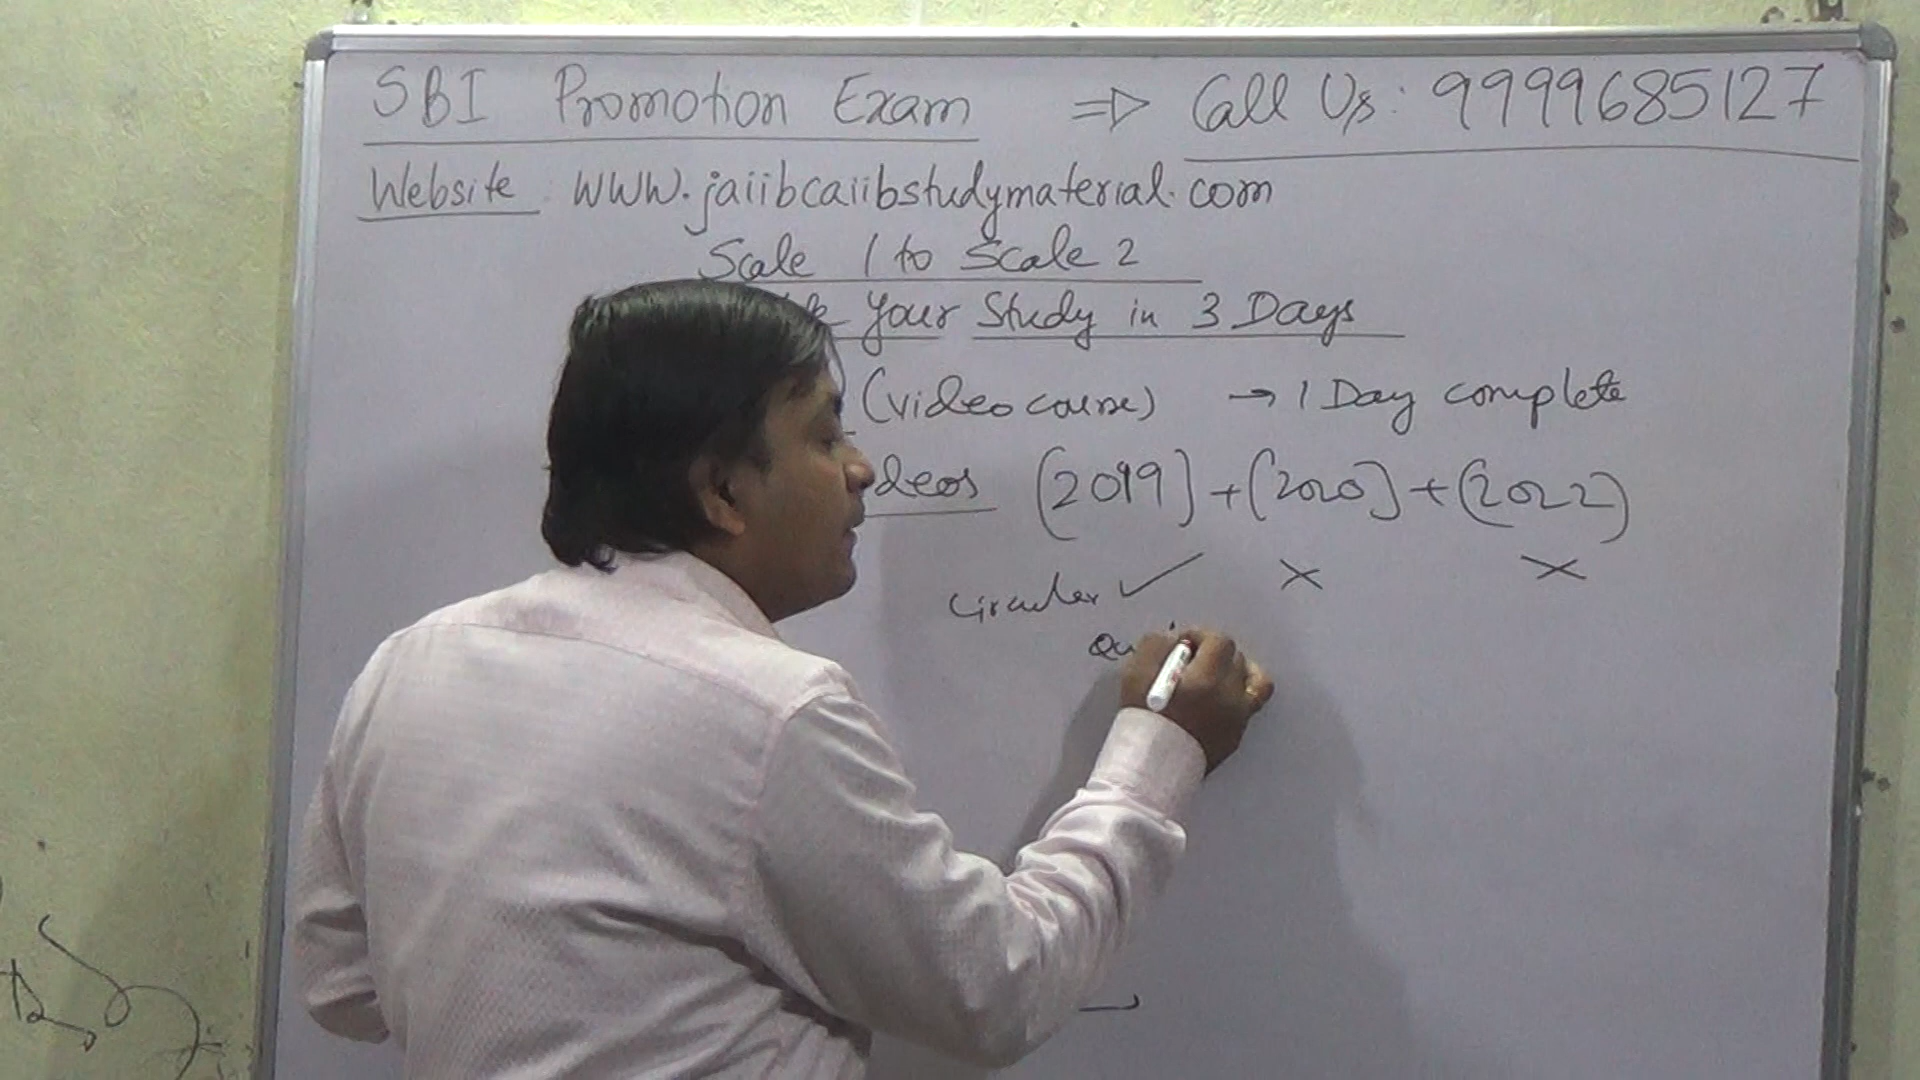 SBI Promotion Exam => Call Us: 9999685127
Website: WWW.jaiibcaiibstudymaterial.com
Scale 1 to Scale 2
Your Study in 3 Days
(video course) → 1 Day complete
deos (2019) + (2020) + (2022)
Circular ✓ × ×
Qu